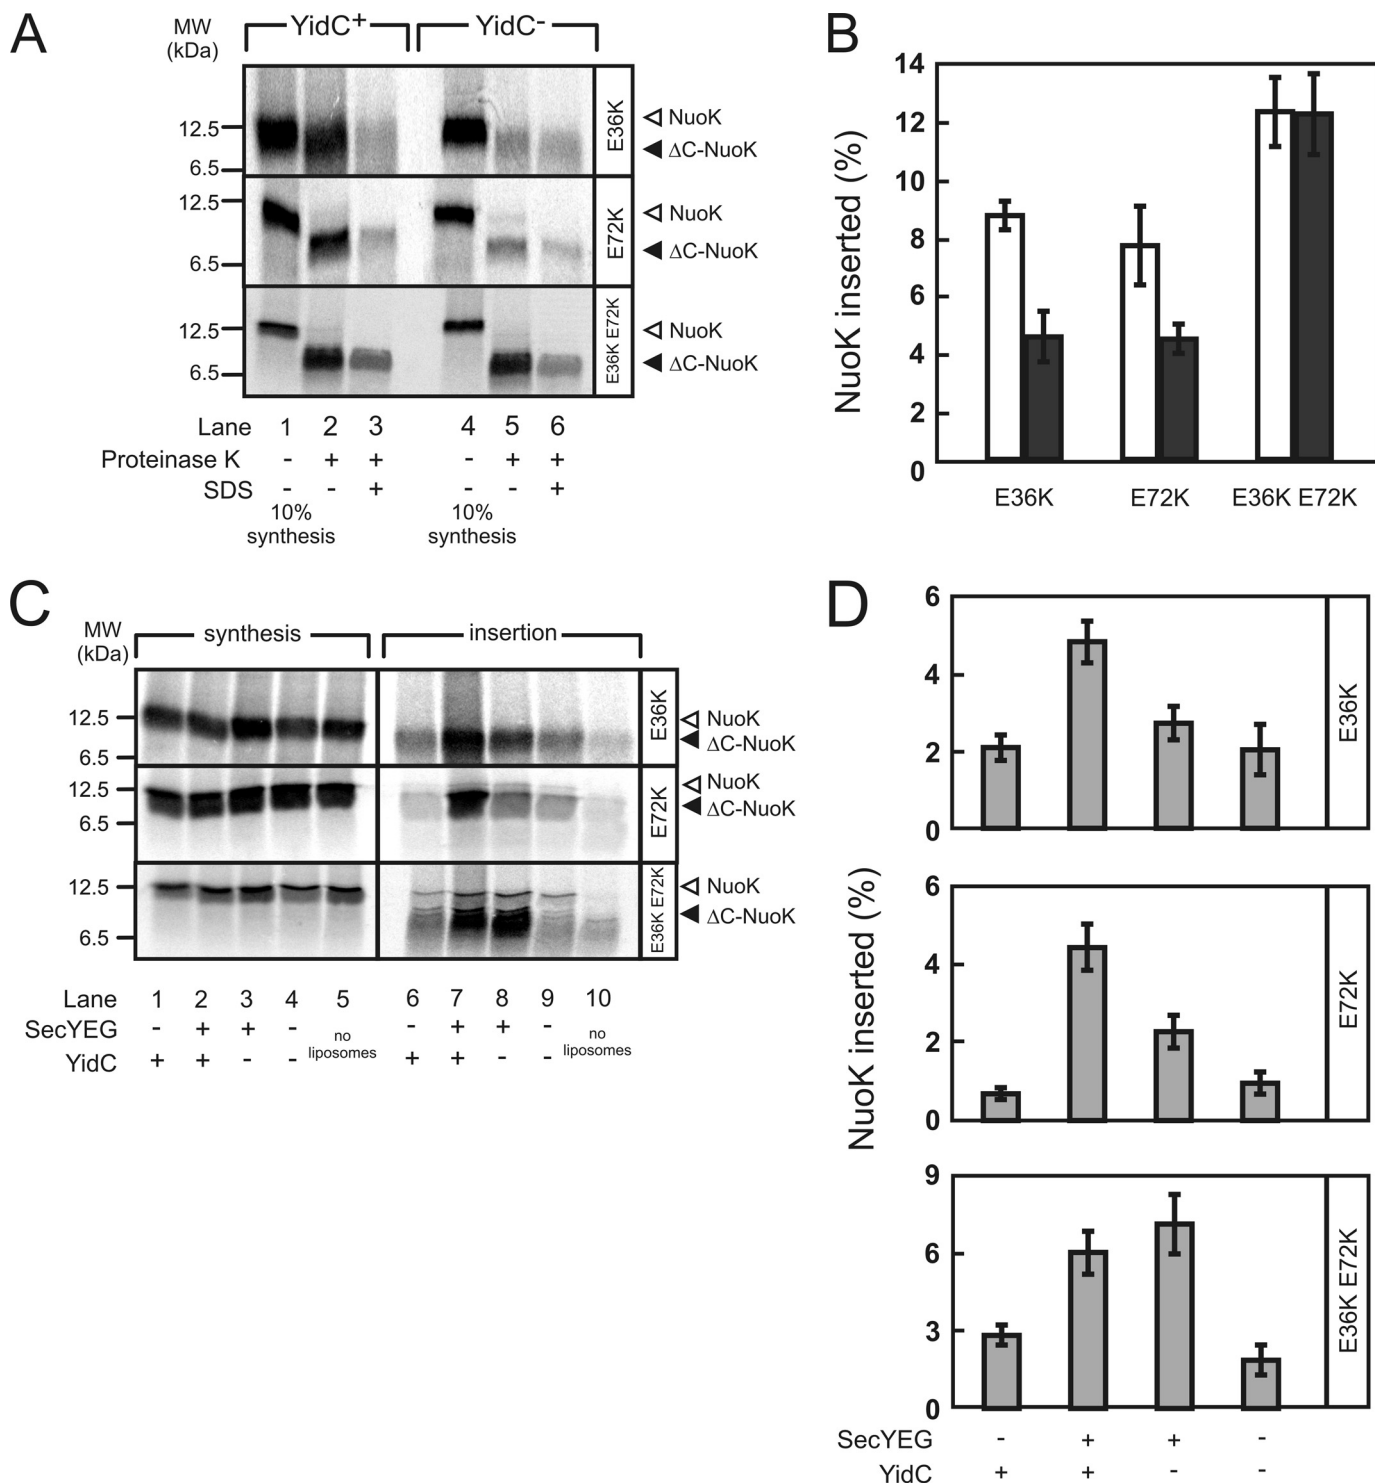 A
MW
(kDa)
YidC+
YidC-
12.5
6.5
E36K
NuoK
ΔC-NuoK
12.5
6.5
E72K
NuoK
ΔC-NuoK
12.5
6.5
E36K E72K
NuoK
ΔC-NuoK
Lane 1 2 3 4 5 6
Proteinase K - + + - + +
SDS - - + - - +
10% synthesis
10% synthesis
B
NuoK inserted (%)
14
12
10
8
6
4
2
0
E36K E72K E36K E72K
C
MW
(kDa)
synthesis
insertion
12.5
6.5
E36K
NuoK
ΔC-NuoK
12.5
6.5
E72K
NuoK
ΔC-NuoK
12.5
6.5
E36K E72K
NuoK
ΔC-NuoK
Lane 1 2 3 4 5 6 7 8 9 10
SecYEG - + + - no liposomes - + + - no liposomes
YidC + + - - + + - -
D
NuoK inserted (%)
6
4
2
0
E36K
6
4
2
0
E72K
9
6
3
0
E36K E72K
SecYEG - + + -
YidC + + - -